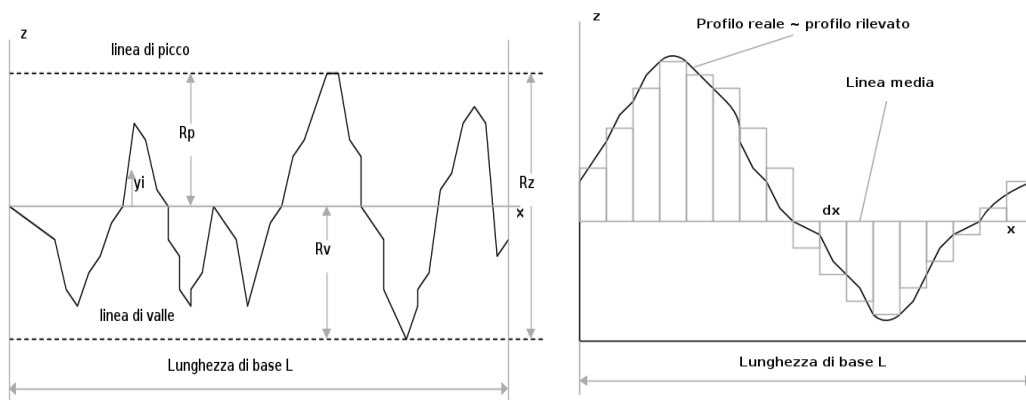 z
linea di picco
Rp
yi
Rz
x
Rv
linea di valle
Lunghezza di base L
z
Profilo reale ~ profilo rilevato
Linea media
dx
x
Lunghezza di base L